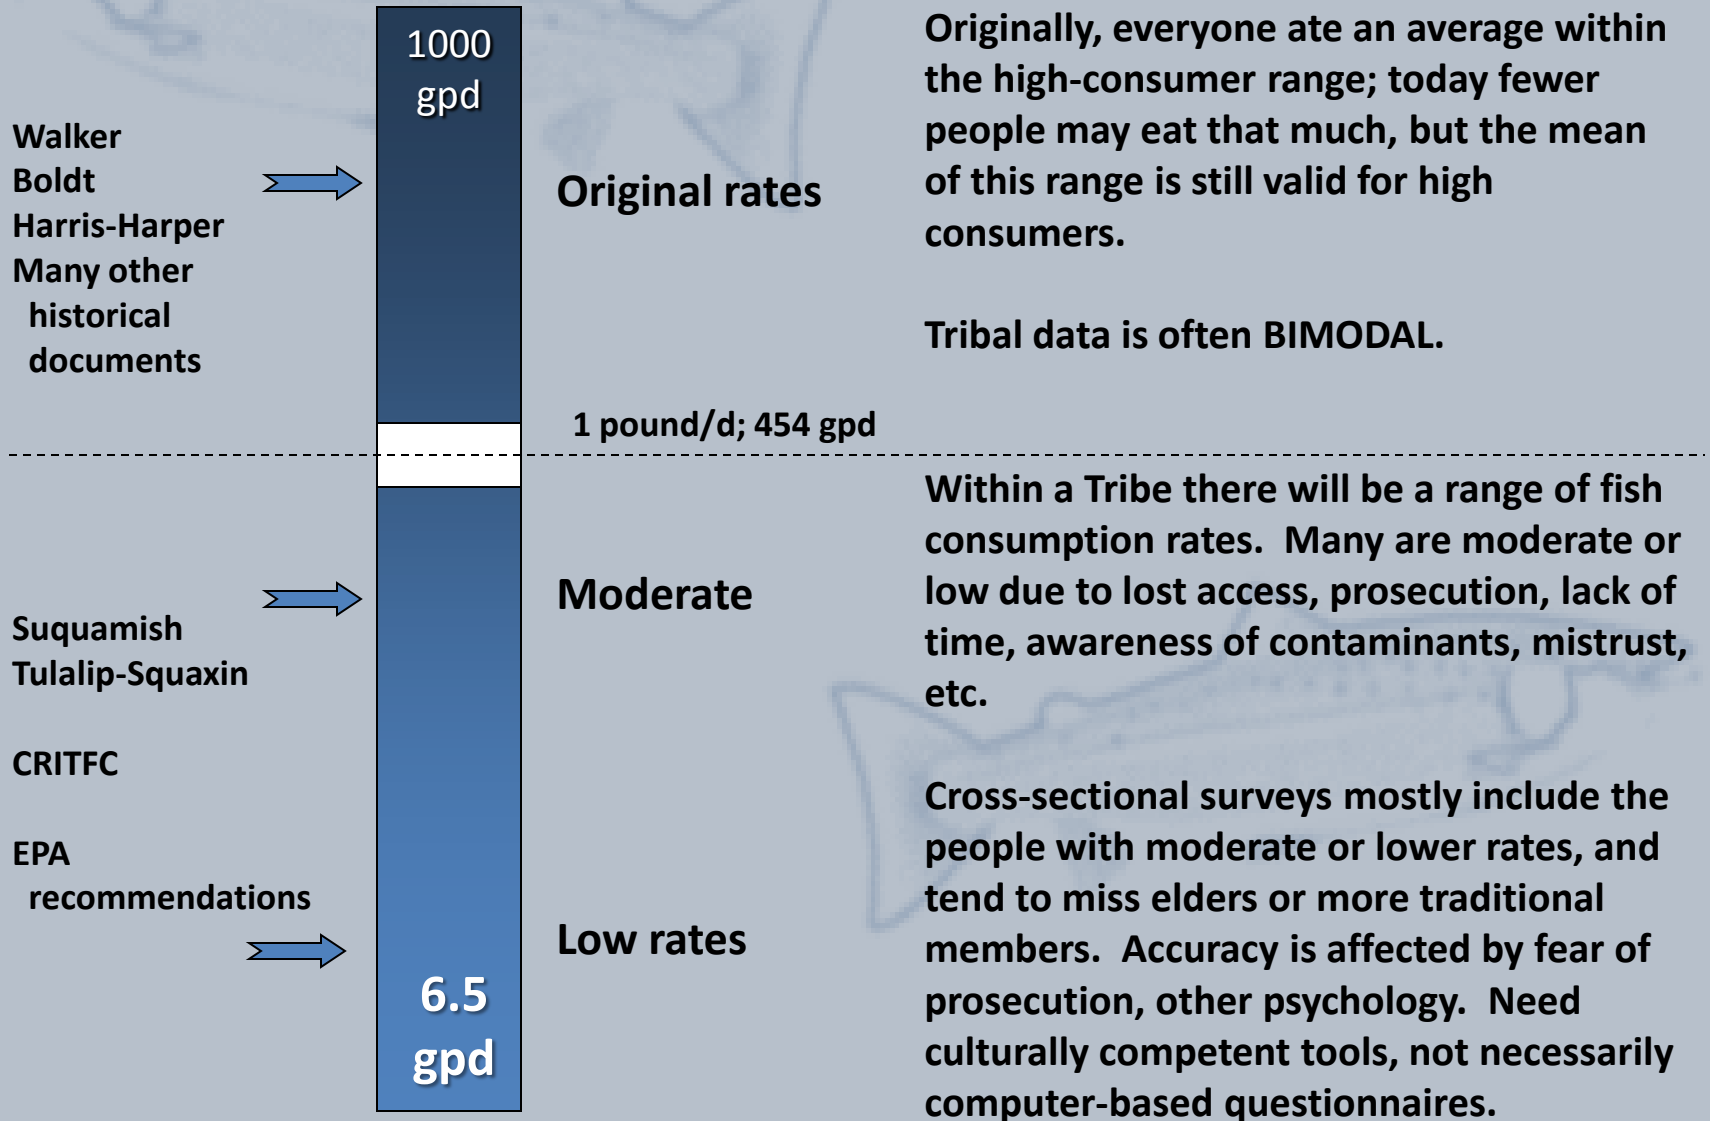 1000
gpd
Walker
Boldt
Harris-Harper
Many other
historical
documents
Original rates
Originally, everyone ate an average within
the high-consumer range; today fewer
people may eat that much, but the mean
of this range is still valid for high
consumers.
Tribal data is often BIMODAL.
1 pound/d; 454 gpd
Suquamish
Tulalip-Squaxin
CRITFC
EPA
recommendations
Moderate
Low rates
6.5
gpd
Within a Tribe there will be a range of fish
consumption rates.  Many are moderate or
low due to lost access, prosecution, lack of
time, awareness of contaminants, mistrust,
etc.
Cross-sectional surveys mostly include the
people with moderate or lower rates, and
tend to miss elders or more traditional
members.  Accuracy is affected by fear of
prosecution, other psychology.  Need
culturally competent tools, not necessarily
computer-based questionnaires.